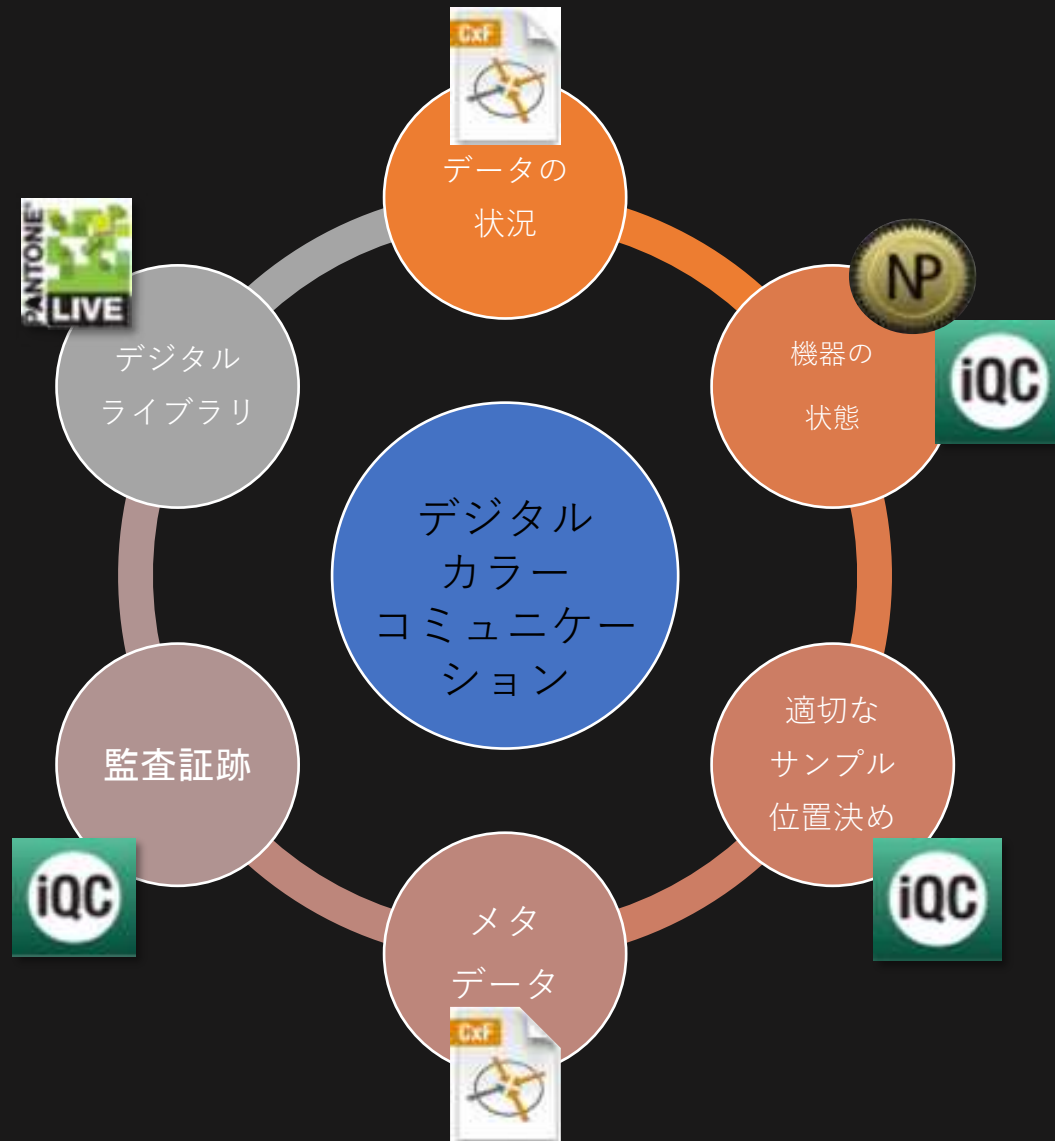 CxF
データの
状況
NP
機器の
状態
iQC
適切な
サンプル
位置決め
iQC
メタ
データ
CxF
監査証跡
iQC
PANTONE®
LIVE
デジタル
ライブラリ
デジタル
カラー
コミュニケー
ション